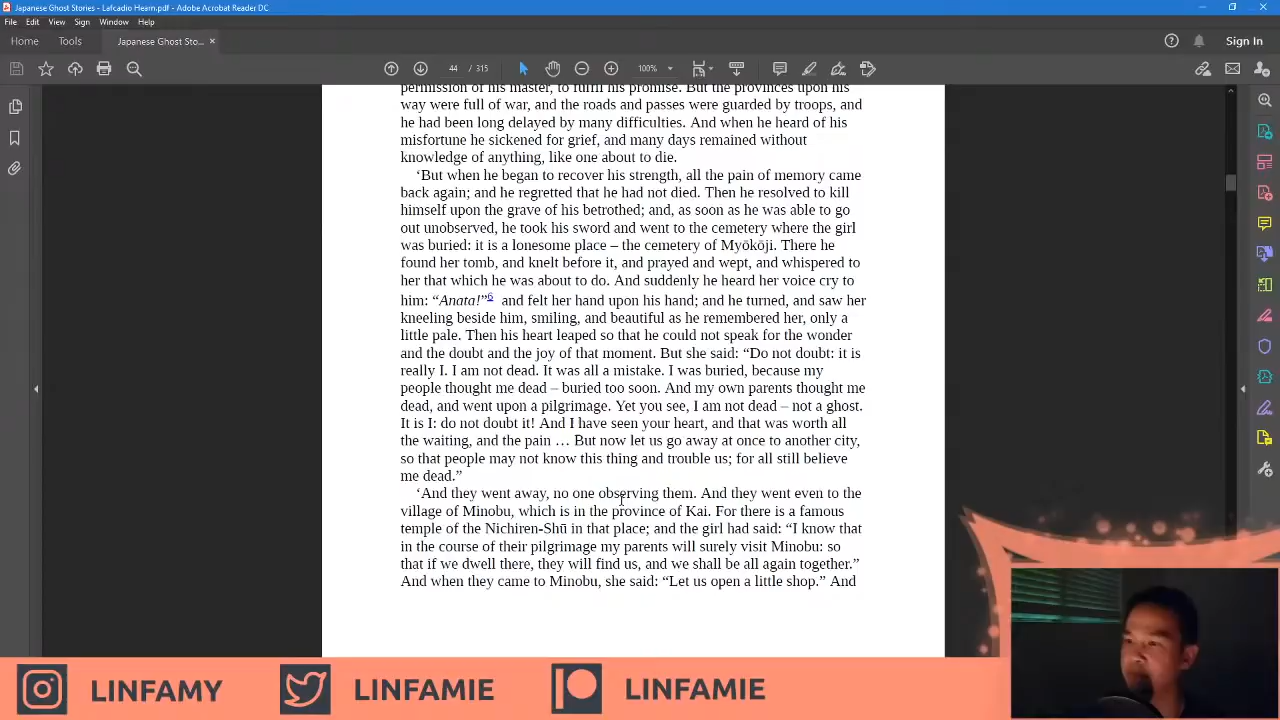 Japanese Ghost Stories - Lafcadio Hearn.pdf - Adobe Acrobat Reader DC
File Edit View Sign Window Help
Home Tools Japanese Ghost Sto... × Sign In
44 / 315 100%
permission of his master, to fulfil his promise. But the provinces upon his
way were full of war, and the roads and passes were guarded by troops, and
he had been long delayed by many difficulties. And when he heard of his
misfortune he sickened for grief, and many days remained without
knowledge of anything, like one about to die.
‘But when he began to recover his strength, all the pain of memory came
back again; and he regretted that he had not died. Then he resolved to kill
himself upon the grave of his betrothed; and, as soon as he was able to go
out unobserved, he took his sword and went to the cemetery where the girl
was buried: it is a lonesome place – the cemetery of Myōkōji. There he
found her tomb, and knelt before it, and prayed and wept, and whispered to
her that which he was about to do. And suddenly he heard her voice cry to
him: “Anata!”6 and felt her hand upon his hand; and he turned, and saw her
kneeling beside him, smiling, and beautiful as he remembered her, only a
little pale. Then his heart leaped so that he could not speak for the wonder
and the doubt and the joy of that moment. But she said: “Do not doubt: it is
really I. I am not dead. It was all a mistake. I was buried, because my
people thought me dead – buried too soon. And my own parents thought me
dead, and went upon a pilgrimage. Yet you see, I am not dead – not a ghost.
It is I: do not doubt it! And I have seen your heart, and that was worth all
the waiting, and the pain … But now let us go away at once to another city,
so that people may not know this thing and trouble us; for all still believe
me dead.”
‘And they went away, no one observing them. And they went even to the
village of Minobu, which is in the province of Kai. For there is a famous
temple of the Nichiren-Shū in that place; and the girl had said: “I know that
in the course of their pilgrimage my parents will surely visit Minobu: so
that if we dwell there, they will find us, and we shall be all again together.”
And when they came to Minobu, she said: “Let us open a little shop.” And
LINFAMY LINFAMIE LINFAMIE